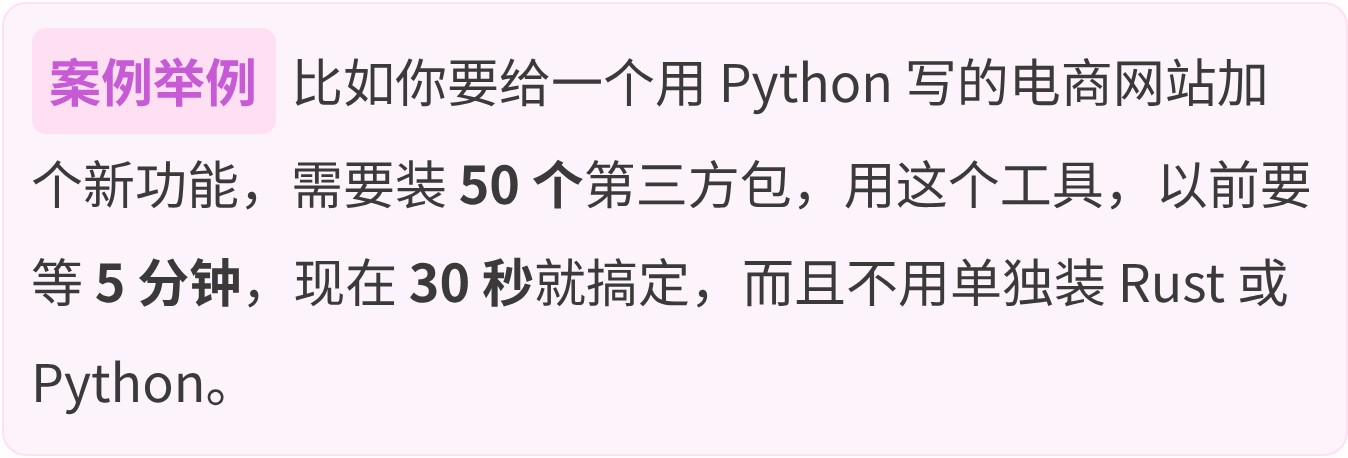 案例举例 比如你要给一个用 Python 写的电商网站加
个新功能，需要装 50 个第三方包，用这个工具，以前要
等 5 分钟，现在 30 秒就搞定，而且不用单独装 Rust 或
Python。